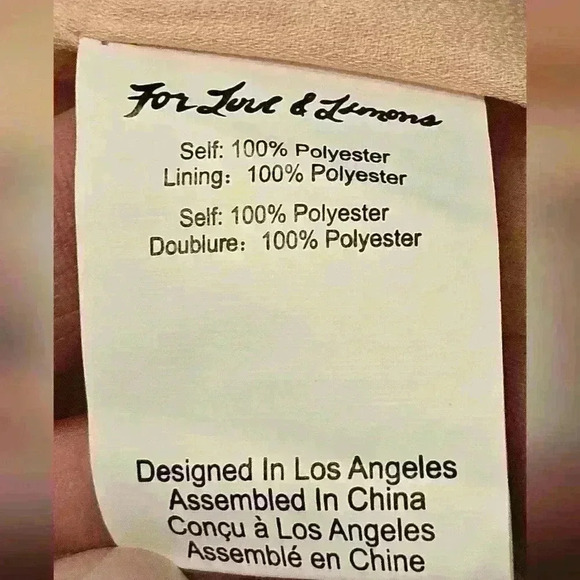 For Love & Lemons
Self: 100% Polyester
Lining: 100% Polyester
Self: 100% Polyester
Doublure: 100% Polyester
Designed In Los Angeles
Assembled In China
Conçu à Los Angeles
Assemblé en Chine